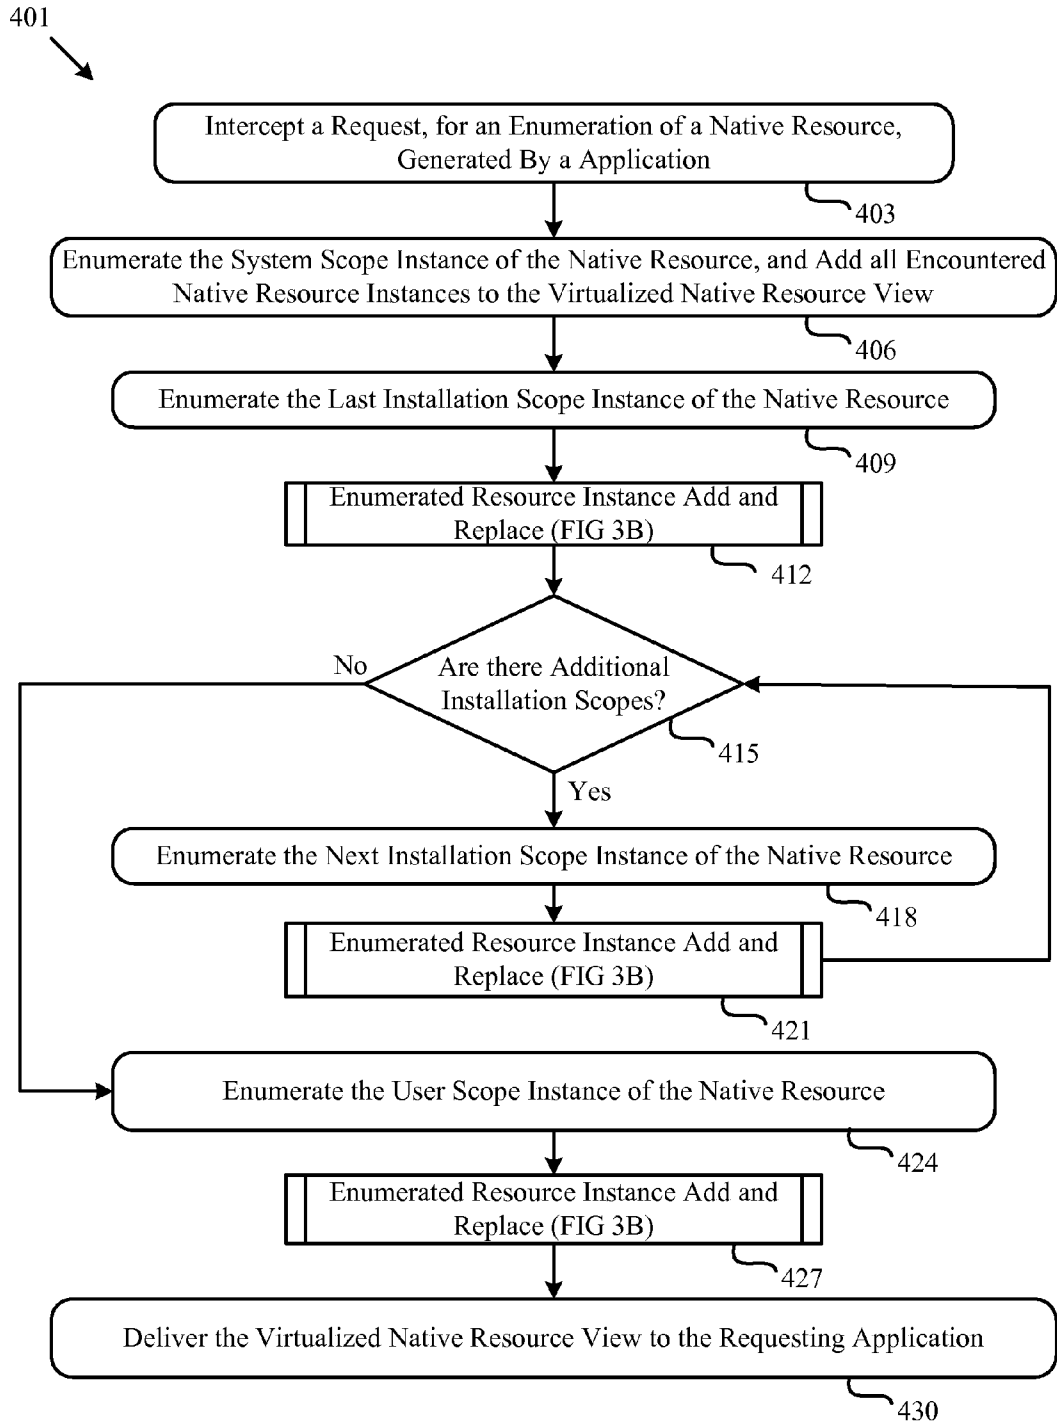 401
Intercept a Request, for an Enumeration of a Native Resource,
Generated By a Application
403
Enumerate the System Scope Instance of the Native Resource, and Add all Encountered
Native Resource Instances to the Virtualized Native Resource View
406
Enumerate the Last Installation Scope Instance of the Native Resource
409
Enumerated Resource Instance Add and
Replace (FIG 3B)
412
No
Are there Additional
Installation Scopes?
415
Yes
Enumerate the Next Installation Scope Instance of the Native Resource
418
Enumerated Resource Instance Add and
Replace (FIG 3B)
421
Enumerate the User Scope Instance of the Native Resource
424
Enumerated Resource Instance Add and
Replace (FIG 3B)
427
Deliver the Virtualized Native Resource View to the Requesting Application
430